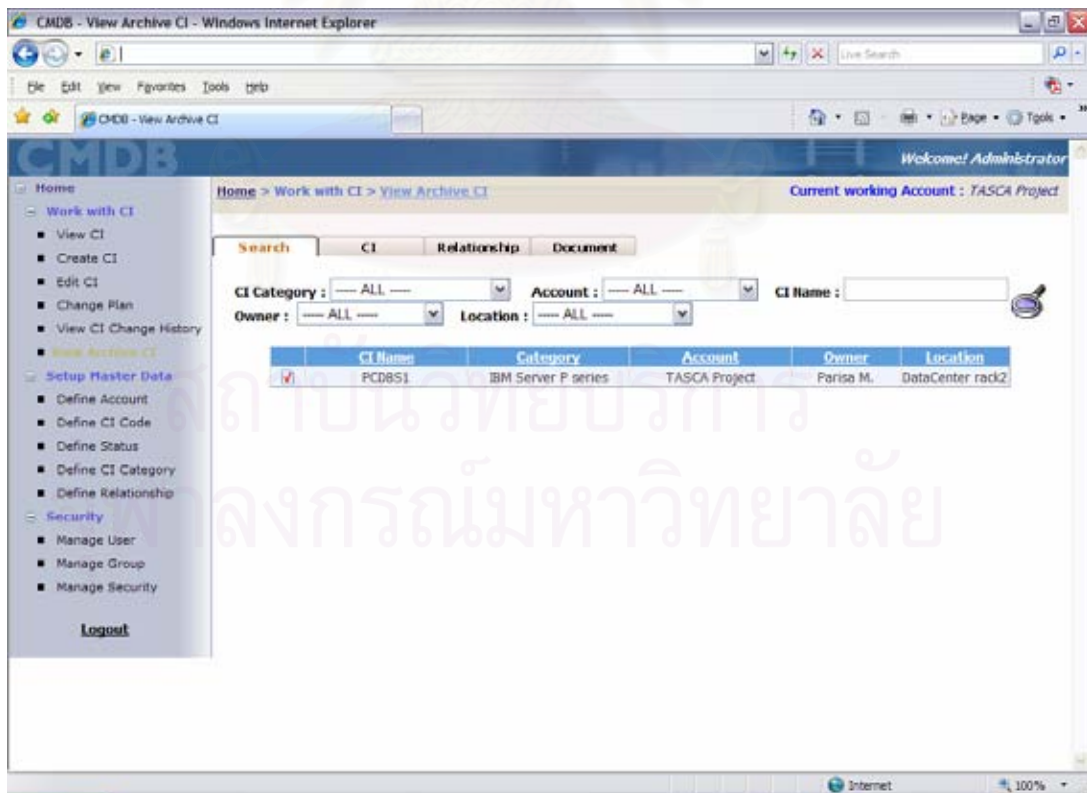 CMDB - View Archive CI - Windows Internet Explorer
Live Search
File Edit View Favorites Tools Help
CMDB - View Archive CI
Page Tools
CMDB
Welcome! Administrator
Home
Home > Work with CI > View Archive CI
Current working Account : TASCA Project
Work with CI
View CI
Create CI
Edit CI
Change Plan
View CI Change History
View Archive CI
Setup Master Data
Define Account
Define CI Code
Define Status
Define CI Category
Define Relationship
Security
Manage User
Manage Group
Manage Security
Logout
Search CI Relationship Document
CI Category : ---- ALL ---- Account : ---- ALL ---- CI Name :
Owner : ---- ALL ---- Location : ---- ALL ----
CI Name Category Account Owner Location
PCDBS1 IBM Server P series TASCA Project Parisa M. DataCenter rack2
สถาบันวิทยบริการ
จุฬาลงกรณ์มหาวิทยาลัย
Internet 100%